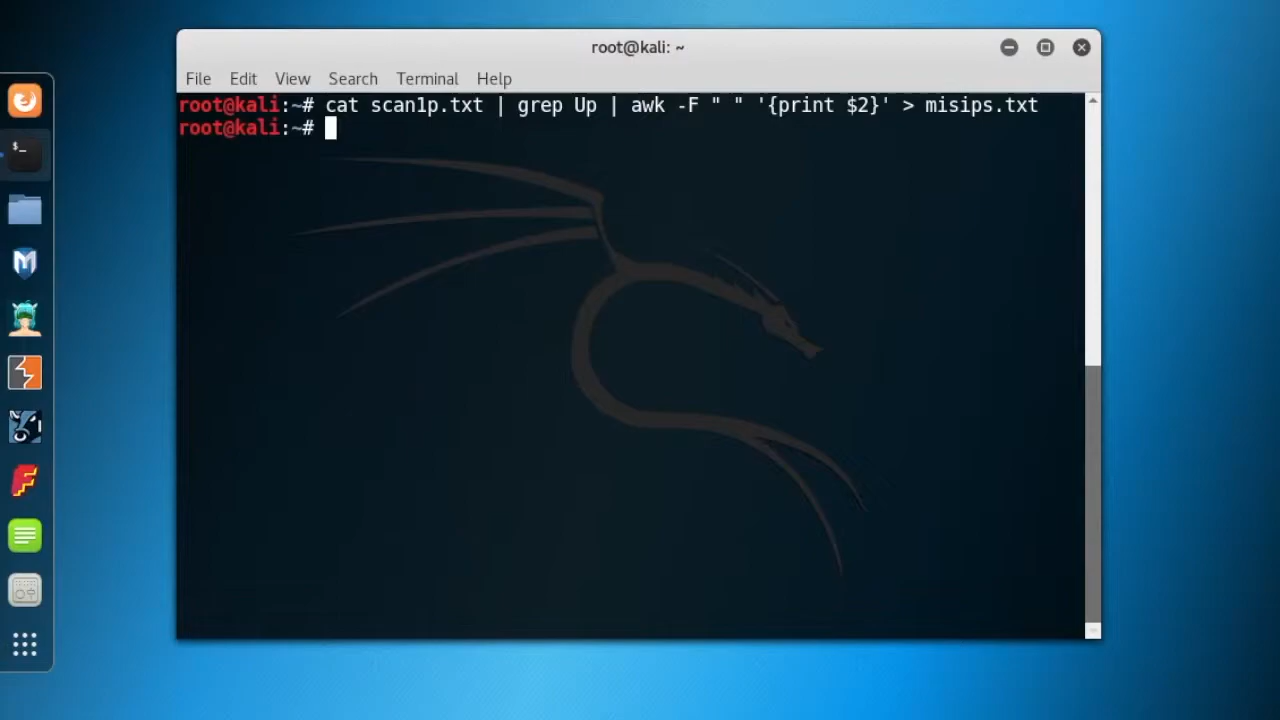 root@kali: ~
File Edit View Search Terminal Help
root@kali:~# cat scan1p.txt | grep Up | awk -F " " '{print $2}' > misips.txt
root@kali:~#